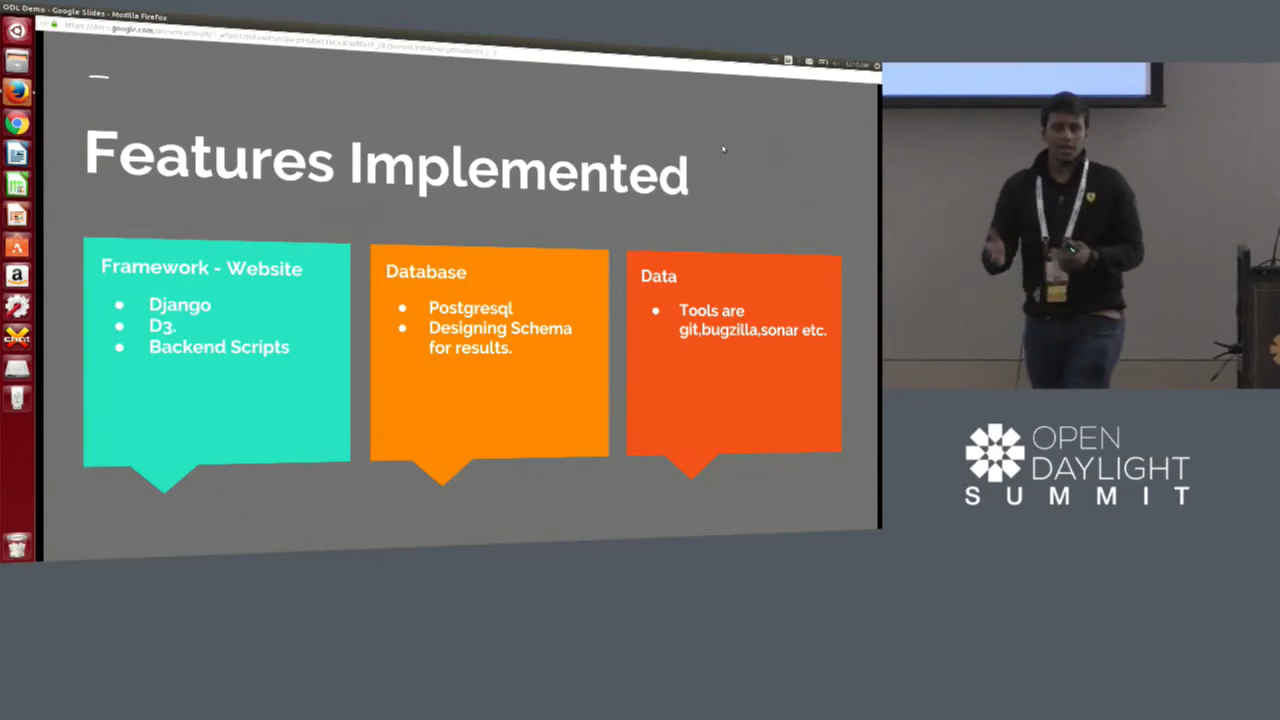 ODL Demo - Google Slides - Mozilla Firefox
Features Implemented
Framework - Website
Django
D3.
Backend Scripts
Database
Postgresql
Designing Schema
for results.
Data
Tools are
git,bugzilla,sonar etc.
OPEN
DAYLIGHT
SUMMIT